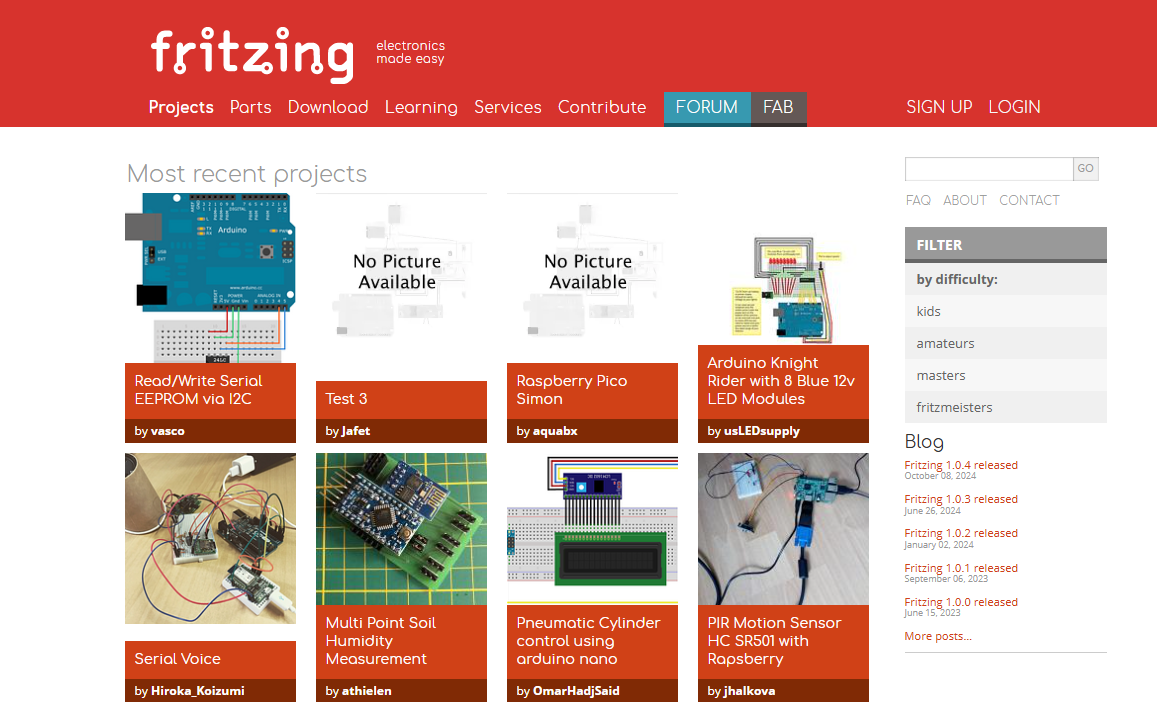 fritzing
electronics
made easy
Projects Parts Download Learning Services Contribute FORUM FAB SIGN UP LOGIN
Most recent projects
Arduino
Read/Write Serial
EEPROM via I2C
by vasco
No Picture
Available
Test 3
by Jafet
No Picture
Available
Raspberry Pico
Simon
by aquabx
Arduino Knight
Rider with 8 Blue 12v
LED Modules
by usLEDsupply
Serial Voice
by Hiroka_Koizumi
Multi Point Soil
Humidity
Measurement
by athielen
Pneumatic Cylinder
control using
arduino nano
by OmarHadjSaid
PIR Motion Sensor
HC SR501 with
Rapsberry
by jhalkova
GO
FAQ ABOUT CONTACT
FILTER
by difficulty:
kids
amateurs
masters
fritzmeisters
Blog
Fritzing 1.0.4 released
October 08, 2024
Fritzing 1.0.3 released
June 26, 2024
Fritzing 1.0.2 released
January 02, 2024
Fritzing 1.0.1 released
September 06, 2023
Fritzing 1.0.0 released
June 15, 2023
More posts...